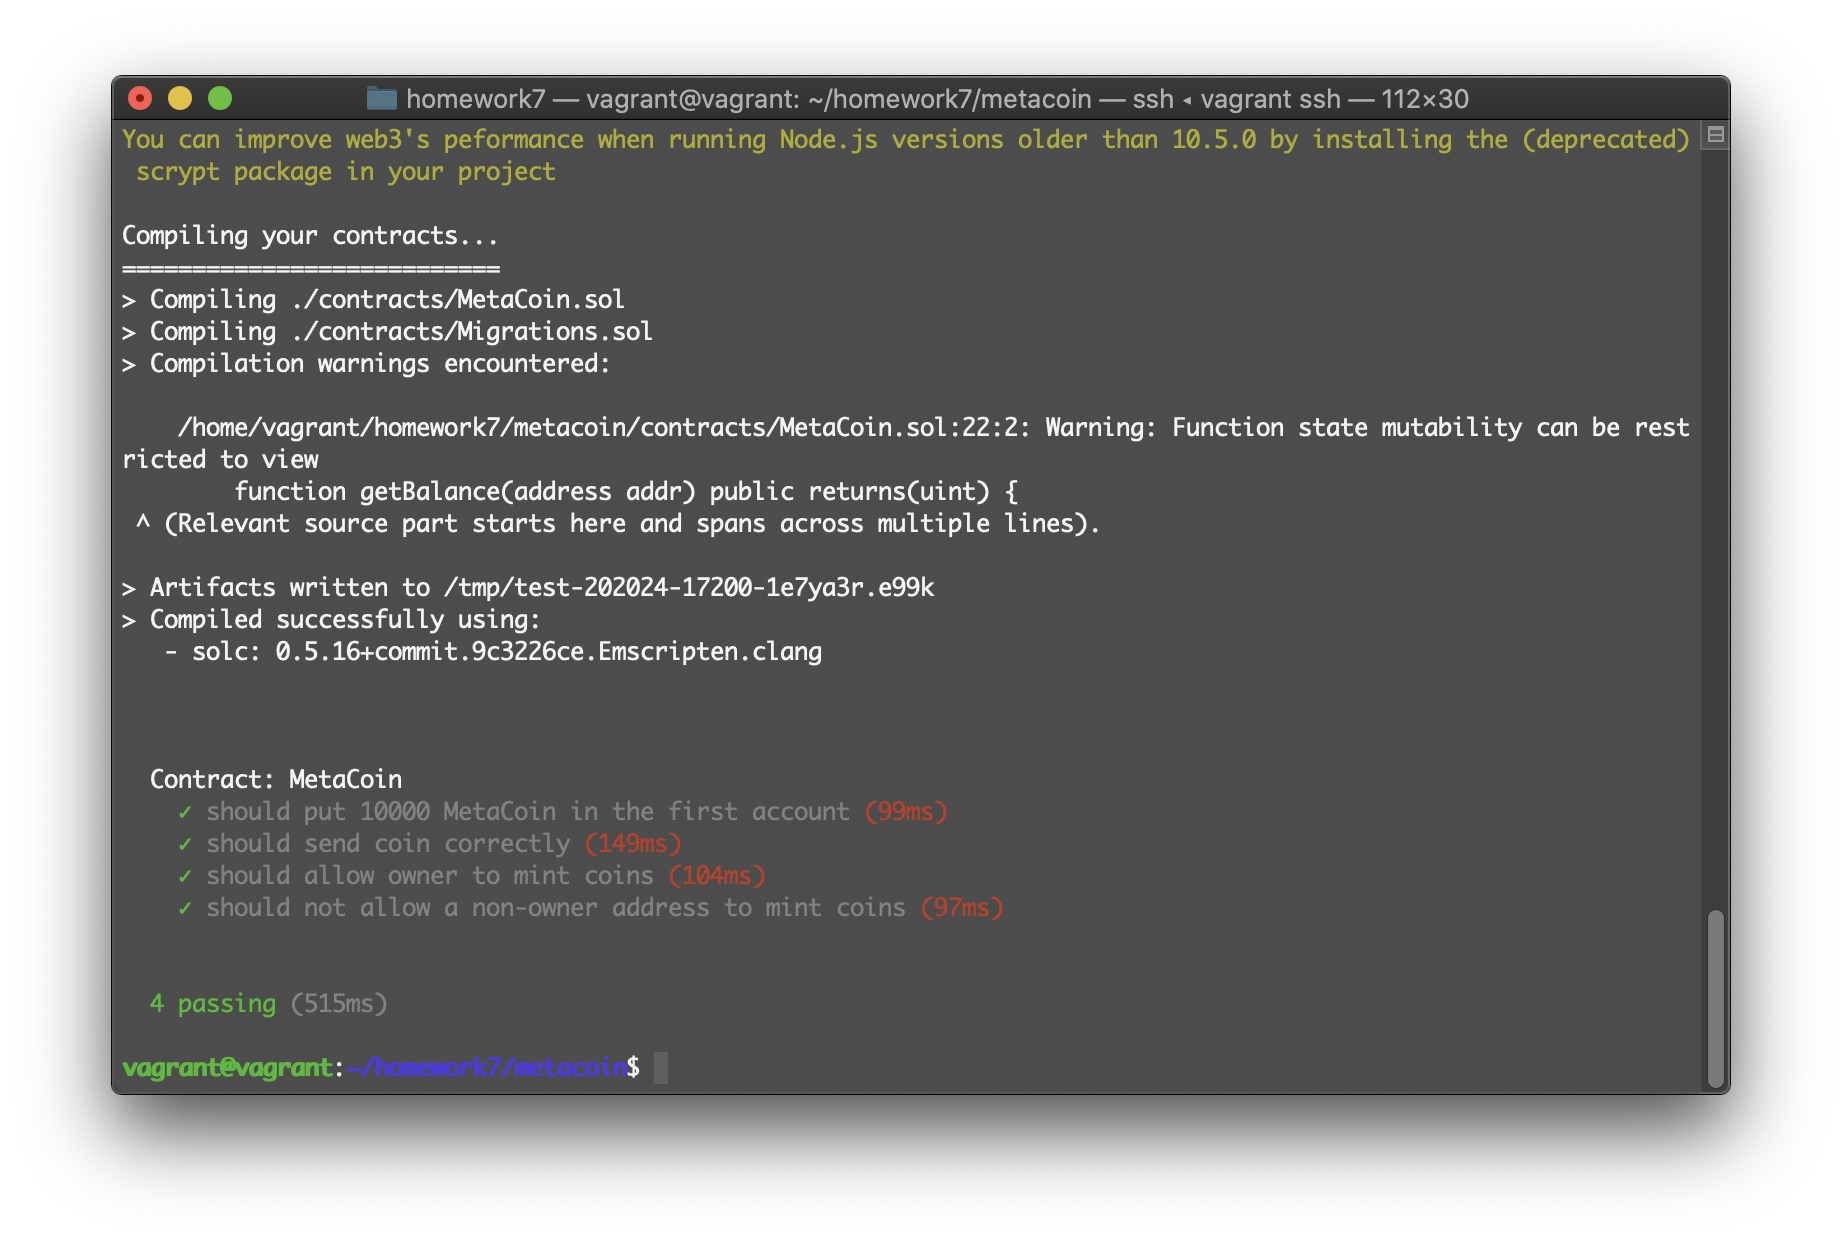 homework7 — vagrant@vagrant: ~/homework7/metacoin — ssh ◂ vagrant ssh — 112×30
You can improve web3's peformance when running Node.js versions older than 10.5.0 by installing the (deprecated)
 scrypt package in your project
Compiling your contracts...
===========================
> Compiling ./contracts/MetaCoin.sol
> Compiling ./contracts/Migrations.sol
> Compilation warnings encountered:
    /home/vagrant/homework7/metacoin/contracts/MetaCoin.sol:22:2: Warning: Function state mutability can be rest
ricted to view
        function getBalance(address addr) public returns(uint) {
 ^ (Relevant source part starts here and spans across multiple lines).
> Artifacts written to /tmp/test-202024-17200-1e7ya3r.e99k
> Compiled successfully using:
   - solc: 0.5.16+commit.9c3226ce.Emscripten.clang
  Contract: MetaCoin
    ✓ should put 10000 MetaCoin in the first account (99ms)
    ✓ should send coin correctly (149ms)
    ✓ should allow owner to mint coins (104ms)
    ✓ should not allow a non-owner address to mint coins (97ms)
  4 passing (515ms)
vagrant@vagrant:~/homework7/metacoin$